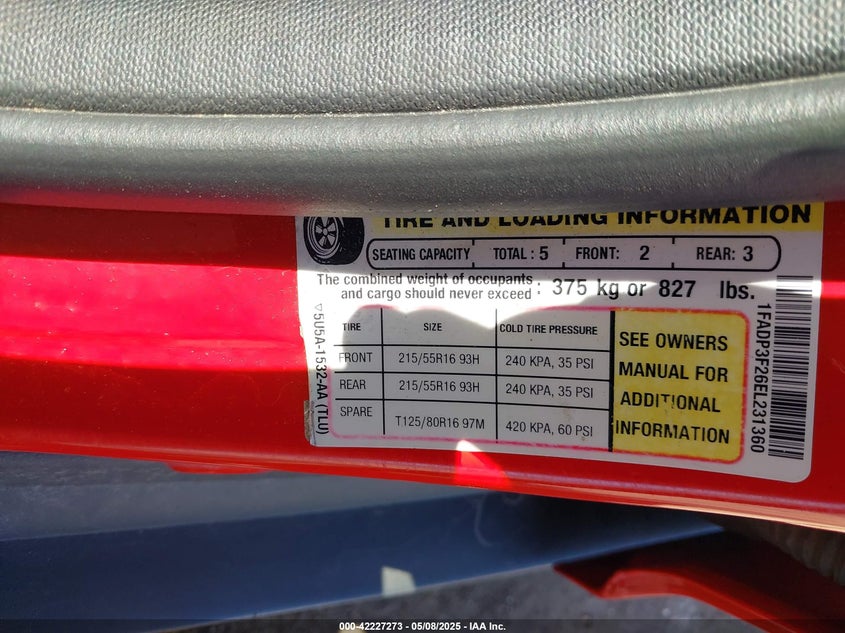 TIRE AND LOADING INFORMATION
SEATING CAPACITY TOTAL : 5 FRONT: 2 REAR: 3
The combined weight of occupants
and cargo should never exceed : 375 kg or 827 lbs.
TIRE SIZE COLD TIRE PRESSURE
FRONT 215/55R16 93H 240 KPA, 35 PSI
REAR 215/55R16 93H 240 KPA, 35 PSI
SPARE T125/80R16 97M 420 KPA, 60 PSI
SEE OWNERS
MANUAL FOR
ADDITIONAL
INFORMATION
5U5A-1532-AA (TLU)
1FADP3F26EL231360
000-42227273 - 05/08/2025 - IAA Inc.